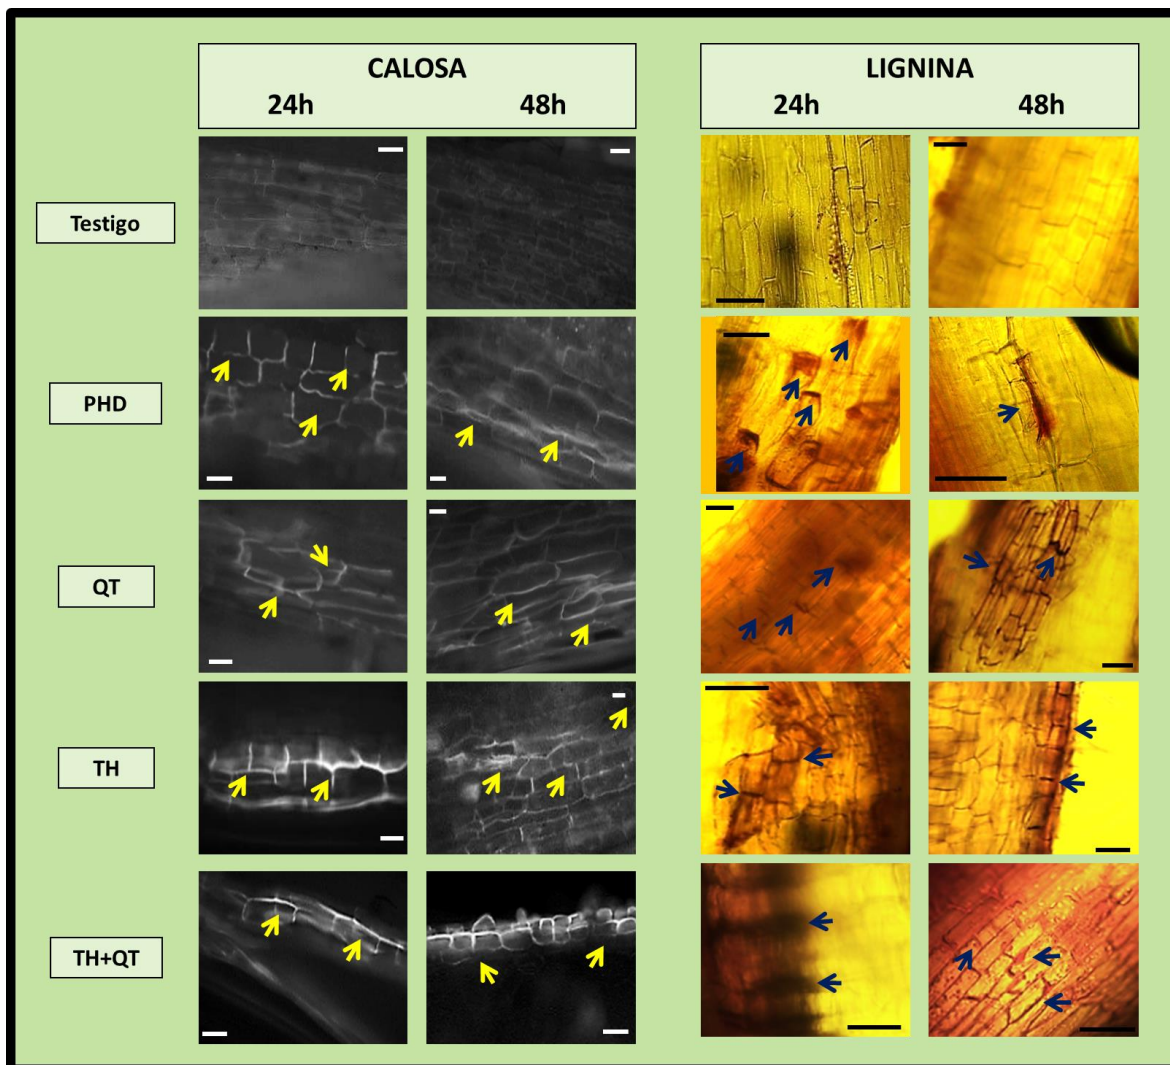 CALOSA
24h 48h
LIGNINA
24h 48h
Testigo
PHD
QT
TH
TH+QT